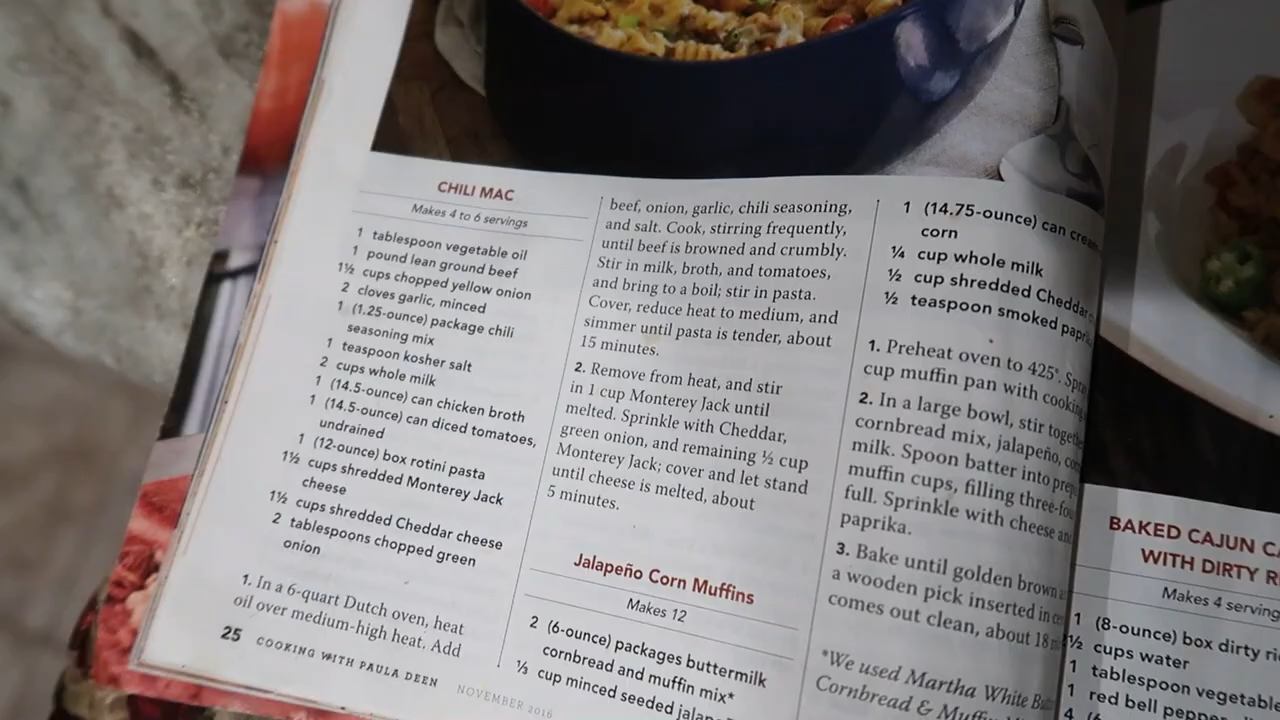 CHILI MAC
Makes 4 to 6 servings
1 tablespoon vegetable oil
1 pound lean ground beef
1½ cups chopped yellow onion
2 cloves garlic, minced
1 (1.25-ounce) package chili
seasoning mix
1 teaspoon kosher salt
2 cups whole milk
1 (14.5-ounce) can chicken broth
1 (14.5-ounce) can diced tomatoes,
undrained
1 (12-ounce) box rotini pasta
1½ cups shredded Monterey Jack
cheese
1½ cups shredded Cheddar cheese
2 tablespoons chopped green
onion
1. In a 6-quart Dutch oven, heat
oil over medium-high heat. Add
25 COOKING WITH PAULA DEEN NOVEMBER 2016
beef, onion, garlic, chili seasoning,
and salt. Cook, stirring frequently,
until beef is browned and crumbly.
Stir in milk, broth, and tomatoes,
and bring to a boil; stir in pasta.
Cover, reduce heat to medium, and
simmer until pasta is tender, about
15 minutes.
2. Remove from heat, and stir
in 1 cup Monterey Jack until
melted. Sprinkle with Cheddar,
green onion, and remaining ½ cup
Monterey Jack; cover and let stand
until cheese is melted, about
5 minutes.
Jalapeño Corn Muffins
Makes 12
2 (6-ounce) packages buttermilk
cornbread and muffin mix*
⅓ cup minced seeded
1 (14.75-ounce) can
corn
¼ cup whole milk
½ cup shredded Cheddar
½ teaspoon smoked
1. Preheat oven to 425°.
cup muffin pan with cooking
2. In a large bowl, stir
cornbread mix, jalapeño,
milk. Spoon batter into
muffin cups, filling
full. Sprinkle with cheese
paprika.
3. Bake until golden brown
a wooden pick inserted in
comes out clean, about 18
*We used Martha White
Cornbread &
BAKED CAJUN
WITH DIRTY
Makes 4
1 (8-ounce) box dirty
½ cups water
1 tablespoon
1 red bell